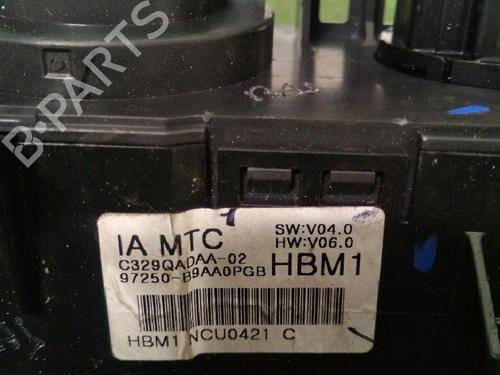 B-PARTS
IA MTC
SW:V04.0
HW:V06.0
C329QADAA-02
97250-B9AA0PGB
HBM1
HBM1 NCU0421 C